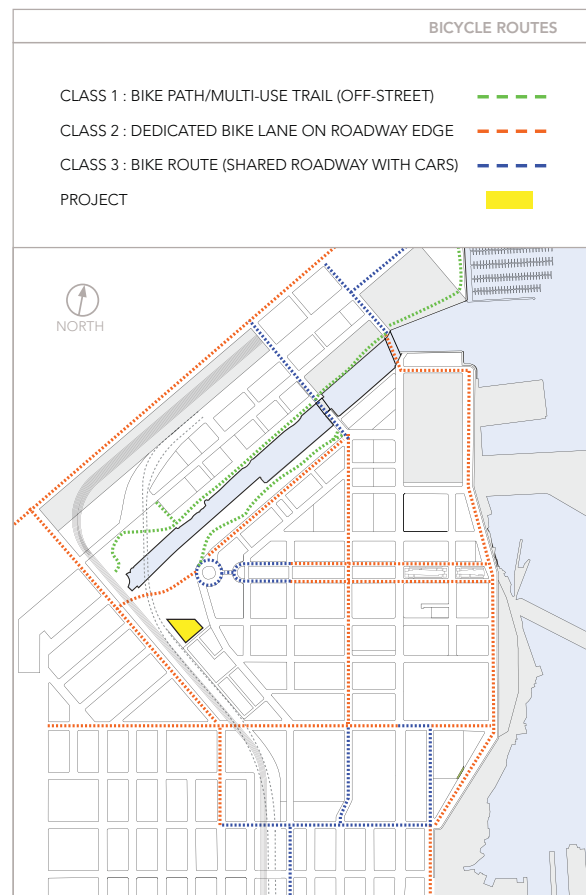 BICYCLE ROUTES
CLASS 1 : BIKE PATH/MULTI-USE TRAIL (OFF-STREET)
CLASS 2 : DEDICATED BIKE LANE ON ROADWAY EDGE
CLASS 3 : BIKE ROUTE (SHARED ROADWAY WITH CARS)
PROJECT
NORTH